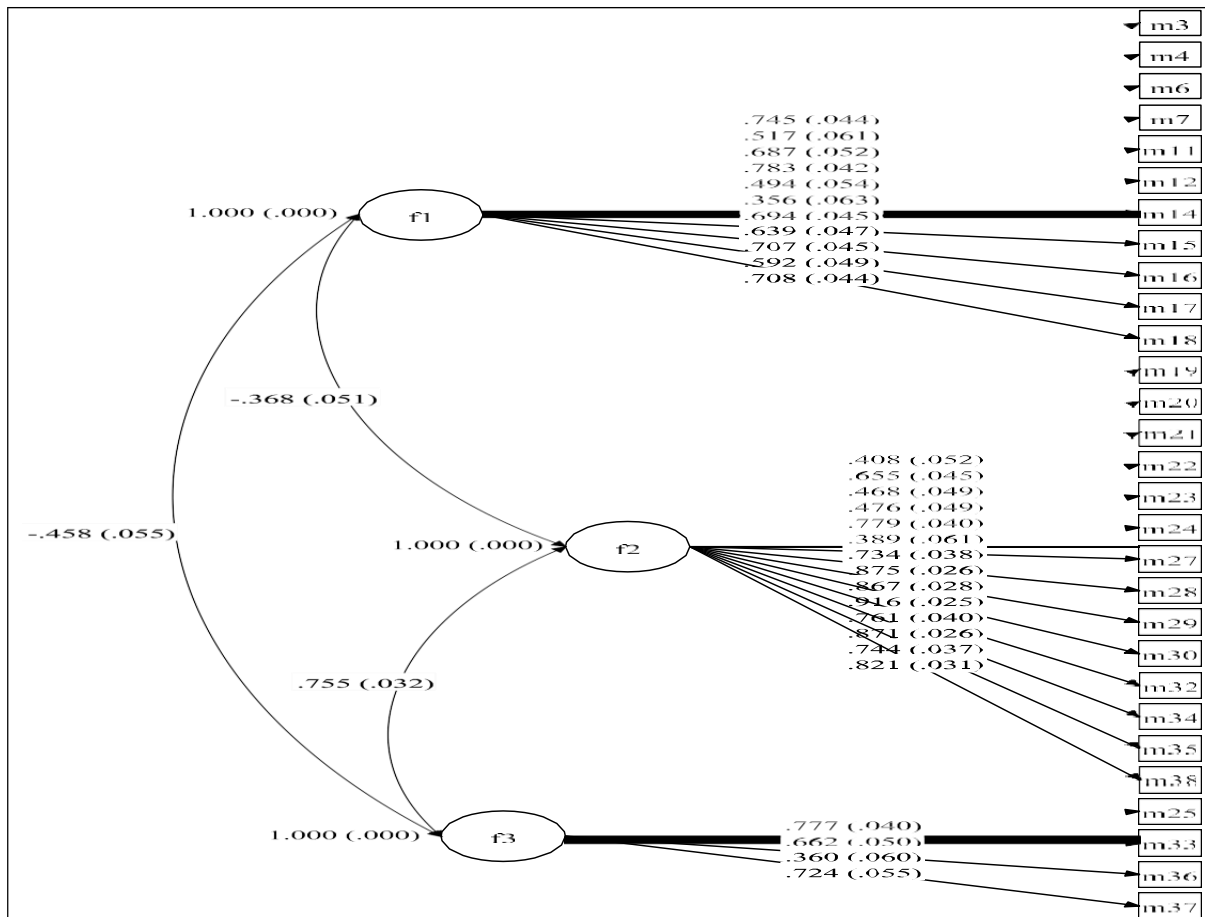 m3
m4
m6
m7
m11
m12
m14
m15
m16
m17
m18
m19
m20
m21
m22
m23
m24
m27
m28
m29
m30
m32
m34
m35
m38
m25
m33
m36
m37
.745 (.044)
.517 (.061)
.687 (.052)
.783 (.042)
.494 (.054)
.356 (.063)
.694 (.045)
.639 (.047)
.707 (.045)
.592 (.049)
.708 (.044)
1.000 (.000)
f1
-.368 (.051)
-.458 (.055)
.408 (.052)
.655 (.045)
.468 (.049)
.476 (.049)
.779 (.040)
.389 (.061)
.734 (.038)
.875 (.026)
.867 (.028)
.916 (.025)
.761 (.040)
.871 (.026)
.744 (.037)
.821 (.031)
1.000 (.000)
f2
.755 (.032)
1.000 (.000)
f3
.777 (.040)
.662 (.050)
.360 (.060)
.724 (.055)